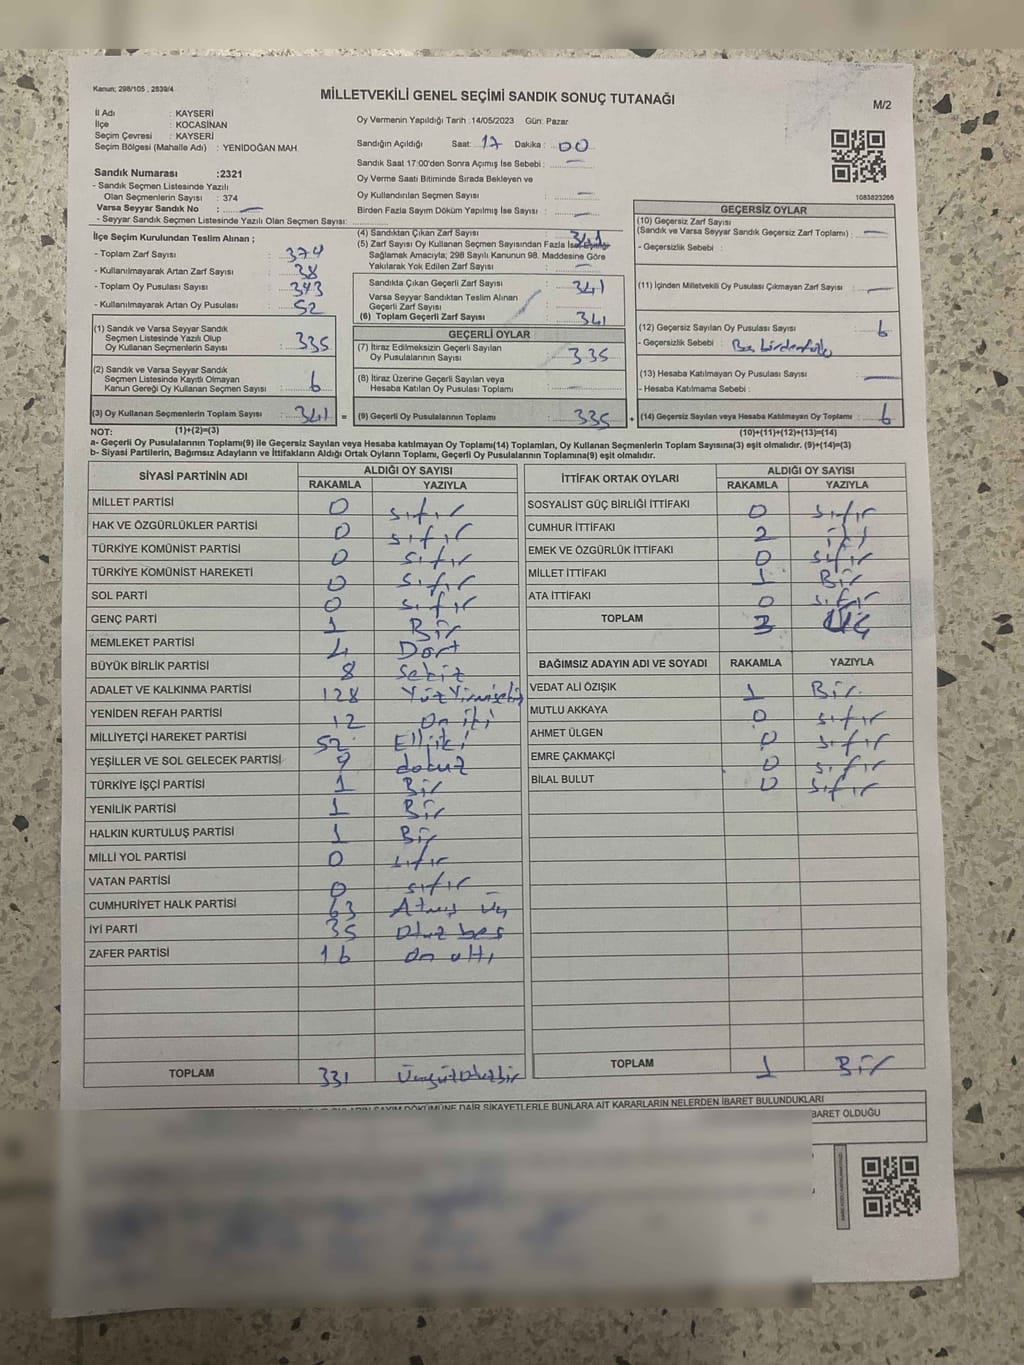 Kanun; 298/105 , 2839/4
MİLLETVEKİLİ GENEL SEÇİMİ SANDIK SONUÇ TUTANAĞI
M/2
İl Adı : KAYSERİ
İlçe : KOCASİNAN
Seçim Çevresi : KAYSERİ
Seçim Bölgesi (Mahalle Adı) : YENİDOĞAN MAH.
Oy Vermenin Yapıldığı Tarih :14/05/2023 Gün: Pazar
Sandığın Açıldığı Saat: 17 Dakika: 00
Sandık Saat 17:00'den Sonra Açımış İse Sebebi : —
Oy Verme Saati Bitiminde Sırada Bekleyen ve
Oy Kullandırılan Seçmen Sayısı —
Birden Fazla Sayım Döküm Yapılmış İse Sayısı : —
1083823266
Sandık Numarası :2321
- Sandık Seçmen Listesinde Yazılı
Olan Seçmenlerin Sayısı : 374
Varsa Seyyar Sandık No : —
- Seyyar Sandık Seçmen Listesinde Yazılı Olan Seçmen Sayısı:
İlçe Seçim Kurulundan Teslim Alınan ;
- Toplam Zarf Sayısı : 374
- Kullanılmayarak Artan Zarf Sayısı : 38
- Toplam Oy Pusulası Sayısı : 393
- Kullanılmayarak Artan Oy Pusulası : 52
(1) Sandık ve Varsa Seyyar Sandık
Seçmen Listesinde Yazılı Olup
Oy Kullanan Seçmenlerin Sayısı : 335
(2) Sandık ve Varsa Seyyar Sandık
Seçmen Listesinde Kayıtlı Olmayan
Kanun Gereği Oy Kullanan Seçmen Sayısı : 6
(3) Oy Kullanan Seçmenlerin Toplam Sayısı : 341 =
(4) Sandıktan Çıkan Zarf Sayısı : 341
(5) Zarf Sayısı Oy Kullanan Seçmen Sayısından Fazla İse, Eşitliği
Sağlamak Amacıyla; 298 Sayılı Kanunun 98. Maddesine Göre
Yakılarak Yok Edilen Zarf Sayısı : —
Sandıkta Çıkan Geçerli Zarf Sayısı : 341
Varsa Seyyar Sandıktan Teslim Alınan
Geçerli Zarf Sayısı
(6) Toplam Geçerli Zarf Sayısı : 341
GEÇERLİ OYLAR
(7) İtiraz Edilmeksizin Geçerli Sayılan
Oy Pusulalarının Sayısı : 335
(8) İtiraz Üzerine Geçerli Sayılan veya
Hesaba Katılan Oy Pusulası Toplamı : —
(9) Geçerli Oy Pusulalarının Toplamı : 335 +
GEÇERSİZ OYLAR
(10) Geçersiz Zarf Sayısı
(Sandık ve Varsa Seyyar Sandık Geçersiz Zarf Toplamı) : —
- Geçersizlik Sebebi :
(11) İçinden Milletvekili Oy Pusulası Çıkmayan Zarf Sayısı : —
(12) Geçersiz Sayılan Oy Pusulası Sayısı : 6
- Geçersizlik Sebebi :
(13) Hesaba Katılmayan Oy Pusulası Sayısı : —
- Hesaba Katılmama Sebebi :
(14) Geçersiz Sayılan veya Hesaba Katılmayan Oy Toplamı : 6
NOT: (1)+(2)=(3)
(10)+(11)+(12)+(13)=(14)
a- Geçerli Oy Pusulalarının Toplamı(9) ile Geçersiz Sayılan veya Hesaba katılmayan Oy Toplamı(14) Toplamları, Oy Kullanan Seçmenlerin Toplam Sayısına(3) eşit olmalıdır. (9)+(14)=(3)
b- Siyasi Partilerin, Bağımsız Adayların ve İttifakların Aldığı Ortak Oyların Toplamı, Geçerli Oy Pusulalarının Toplamına(9) eşit olmalıdır.
SİYASİ PARTİNİN ADI ALDIĞI OY SAYISI
RAKAMLA YAZIYLA
MİLLET PARTİSİ 0 sıfır
HAK VE ÖZGÜRLÜKLER PARTİSİ 0 sıfır
TÜRKİYE KOMÜNİST PARTİSİ 0 sıfır
TÜRKİYE KOMÜNİST HAREKETİ 0 sıfır
SOL PARTİ 0 sıfır
GENÇ PARTİ 1 Bir
MEMLEKET PARTİSİ 4 Dört
BÜYÜK BİRLİK PARTİSİ 8 Sekiz
ADALET VE KALKINMA PARTİSİ 128 YüzYirmisekiz
YENİDEN REFAH PARTİSİ 12 on iki
MİLLİYETÇİ HAREKET PARTİSİ 52 Elliiki
YEŞİLLER VE SOL GELECEK PARTİSİ 9 dokuz
TÜRKİYE İŞÇİ PARTİSİ 1 Bir
YENİLİK PARTİSİ 1 Bir
HALKIN KURTULUŞ PARTİSİ 1 Bir
MİLLİ YOL PARTİSİ 0 sıfır
VATAN PARTİSİ 0 sıfır
CUMHURİYET HALK PARTİSİ 63 Atmış üç
İYİ PARTİ 35 Otuz beş
ZAFER PARTİSİ 16 on altı
TOPLAM 331 ÜçyüzOtuzbir
İTTİFAK ORTAK OYLARI ALDIĞI OY SAYISI
RAKAMLA YAZIYLA
SOSYALİST GÜÇ BİRLİĞİ İTTİFAKI 0 sıfır
CUMHUR İTTİFAKI 2 iki
EMEK VE ÖZGÜRLÜK İTTİFAKI 0 sıfır
MİLLET İTTİFAKI 1 Bir
ATA İTTİFAKI 0 sıfır
TOPLAM 3 Üç
BAĞIMSIZ ADAYIN ADI VE SOYADI RAKAMLA YAZIYLA
VEDAT ALİ ÖZIŞIK 1 Bir
MUTLU AKKAYA 0 sıfır
AHMET ÜLGEN 0 sıfır
EMRE ÇAKMAKÇİ 0 sıfır
BİLAL BULUT 0 sıfır
TOPLAM 1 Bir
SAYIM DÖKÜMÜNE DAİR ŞİKAYETLERLE BUNLARA AİT KARARLARIN NELERDEN İBARET BULUNDUKLARI
BARET OLDUĞU